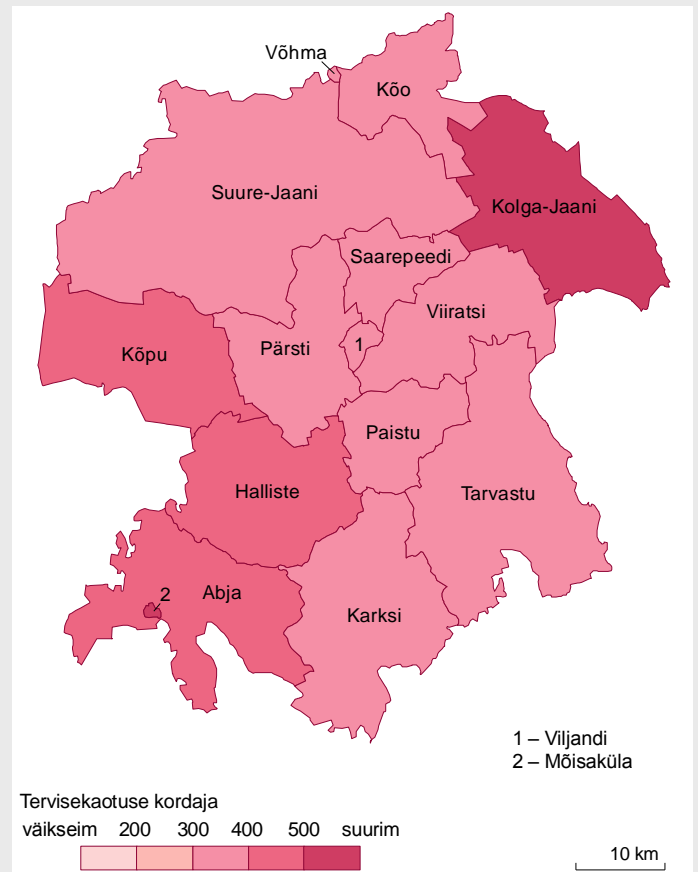 Võhma
Kõo
Suure-Jaani
Kolga-Jaani
Saarepeedi
Viiratsi
Kõpu
Pärsti
1
Paistu
Halliste
Tarvastu
2
Abja
Karksi
1 – Viljandi
2 – Mõisaküla
Tervisekaotuse kordaja
väikseim 200 300 400 500 suurim
10 km